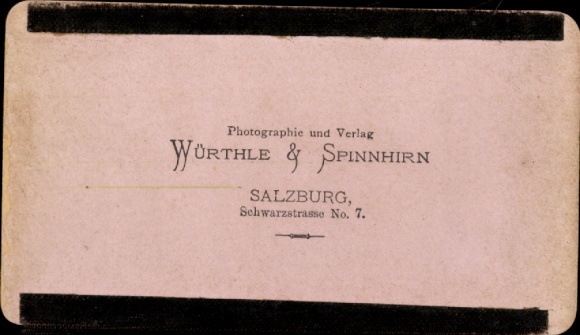 Photographie und Verlag
WÜRTHLE & SPINNHIRN
SALZBURG,
Schwarzstrasse No. 7.